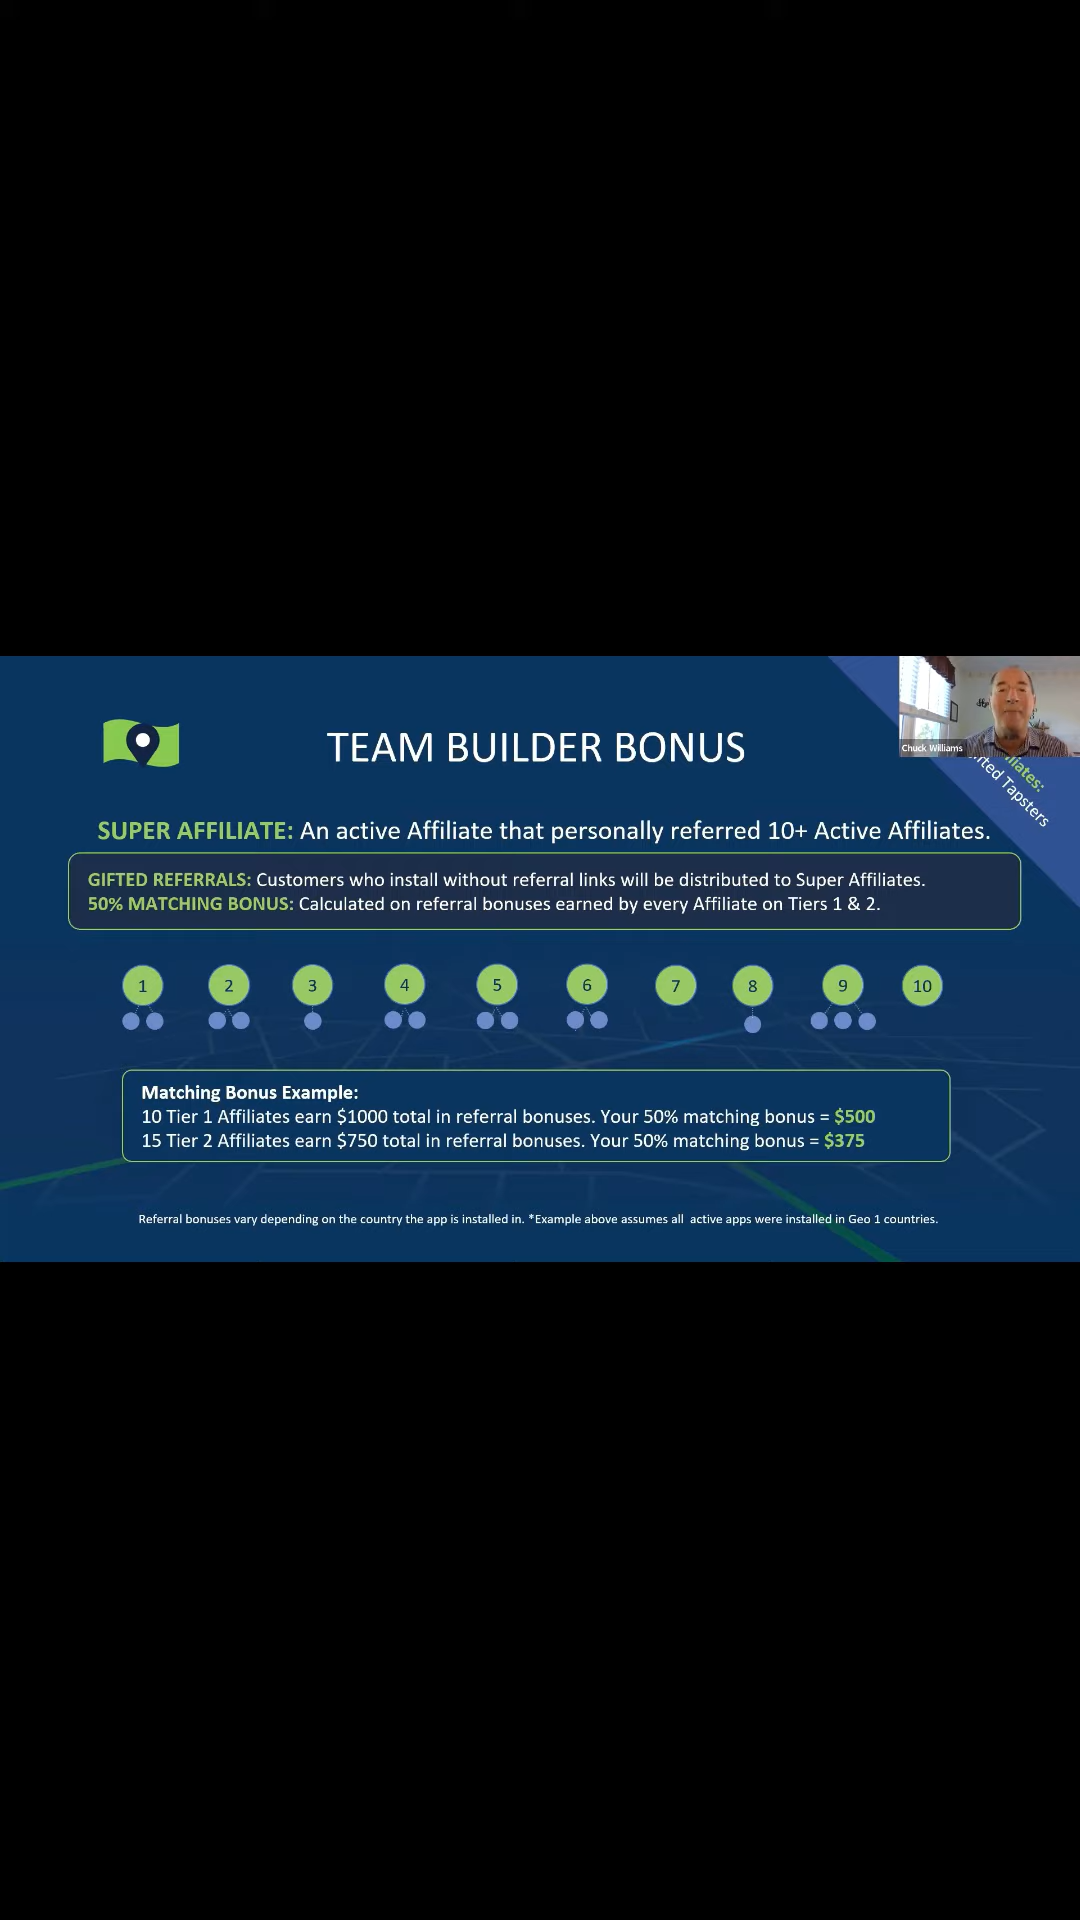 TEAM BUILDER BONUS
Chuck Williams
Tapsters
SUPER AFFILIATE: An active Affiliate that personally referred 10+ Active Affiliates.
GIFTED REFERRALS: Customers who install without referral links will be distributed to Super Affiliates.
50% MATCHING BONUS: Calculated on referral bonuses earned by every Affiliate on Tiers 1 & 2.
1 2 3 4 5 6 7 8 9 10
Matching Bonus Example:
10 Tier 1 Affiliates earn $1000 total in referral bonuses. Your 50% matching bonus = $500
15 Tier 2 Affiliates earn $750 total in referral bonuses. Your 50% matching bonus = $375
Referral bonuses vary depending on the country the app is installed in. *Example above assumes all active apps were installed in Geo 1 countries.